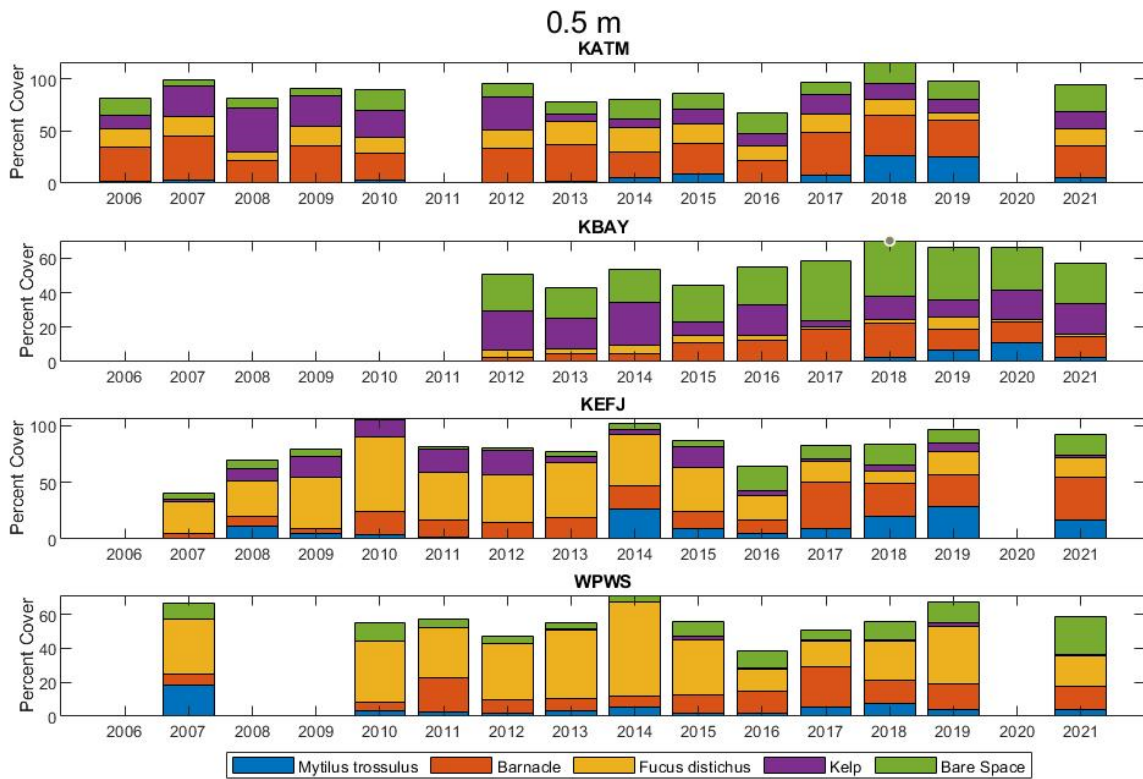 0.5 m
KATM
Percent Cover
100
50
0
2006 2007 2008 2009 2010 2011 2012 2013 2014 2015 2016 2017 2018 2019 2020 2021
KBAY
Percent Cover
60
40
20
0
2006 2007 2008 2009 2010 2011 2012 2013 2014 2015 2016 2017 2018 2019 2020 2021
KEFJ
Percent Cover
100
50
0
2006 2007 2008 2009 2010 2011 2012 2013 2014 2015 2016 2017 2018 2019 2020 2021
WPWS
Percent Cover
60
40
20
0
2006 2007 2008 2009 2010 2011 2012 2013 2014 2015 2016 2017 2018 2019 2020 2021
Mytilus trossulus Barnacle Fucus distichus Kelp Bare Space